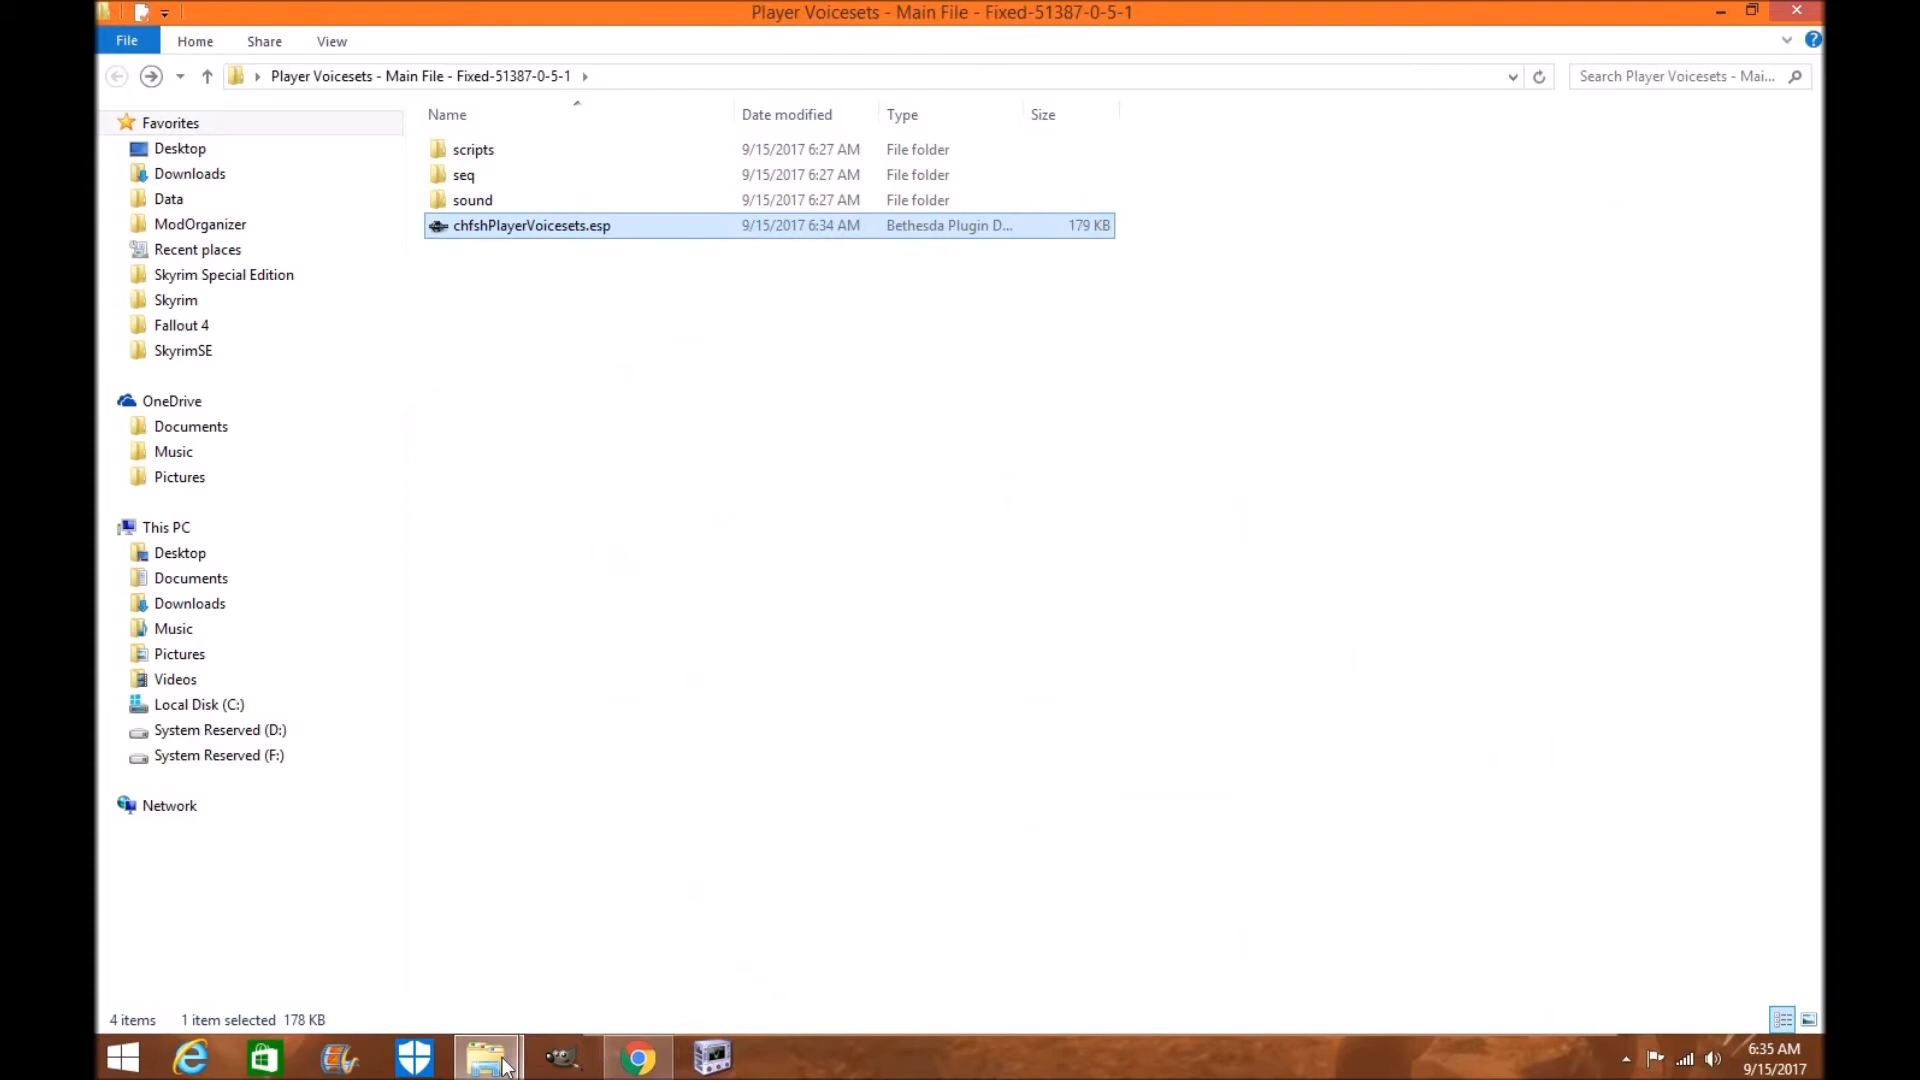 Player Voicesets - Main File - Fixed-51387-0-5-1
File Home Share View
Player Voicesets - Main File - Fixed-51387-0-5-1
Search Player Voicesets - Mai...
Name Date modified Type Size
scripts 9/15/2017 6:27 AM File folder
seq 9/15/2017 6:27 AM File folder
sound 9/15/2017 6:27 AM File folder
chfshPlayerVoicesets.esp 9/15/2017 6:34 AM Bethesda Plugin D... 179 KB
Favorites
Desktop
Downloads
Data
ModOrganizer
Recent places
Skyrim Special Edition
Skyrim
Fallout 4
SkyrimSE
OneDrive
Documents
Music
Pictures
This PC
Desktop
Documents
Downloads
Music
Pictures
Videos
Local Disk (C:)
System Reserved (D:)
System Reserved (F:)
Network
4 items 1 item selected 178 KB
6:35 AM
9/15/2017